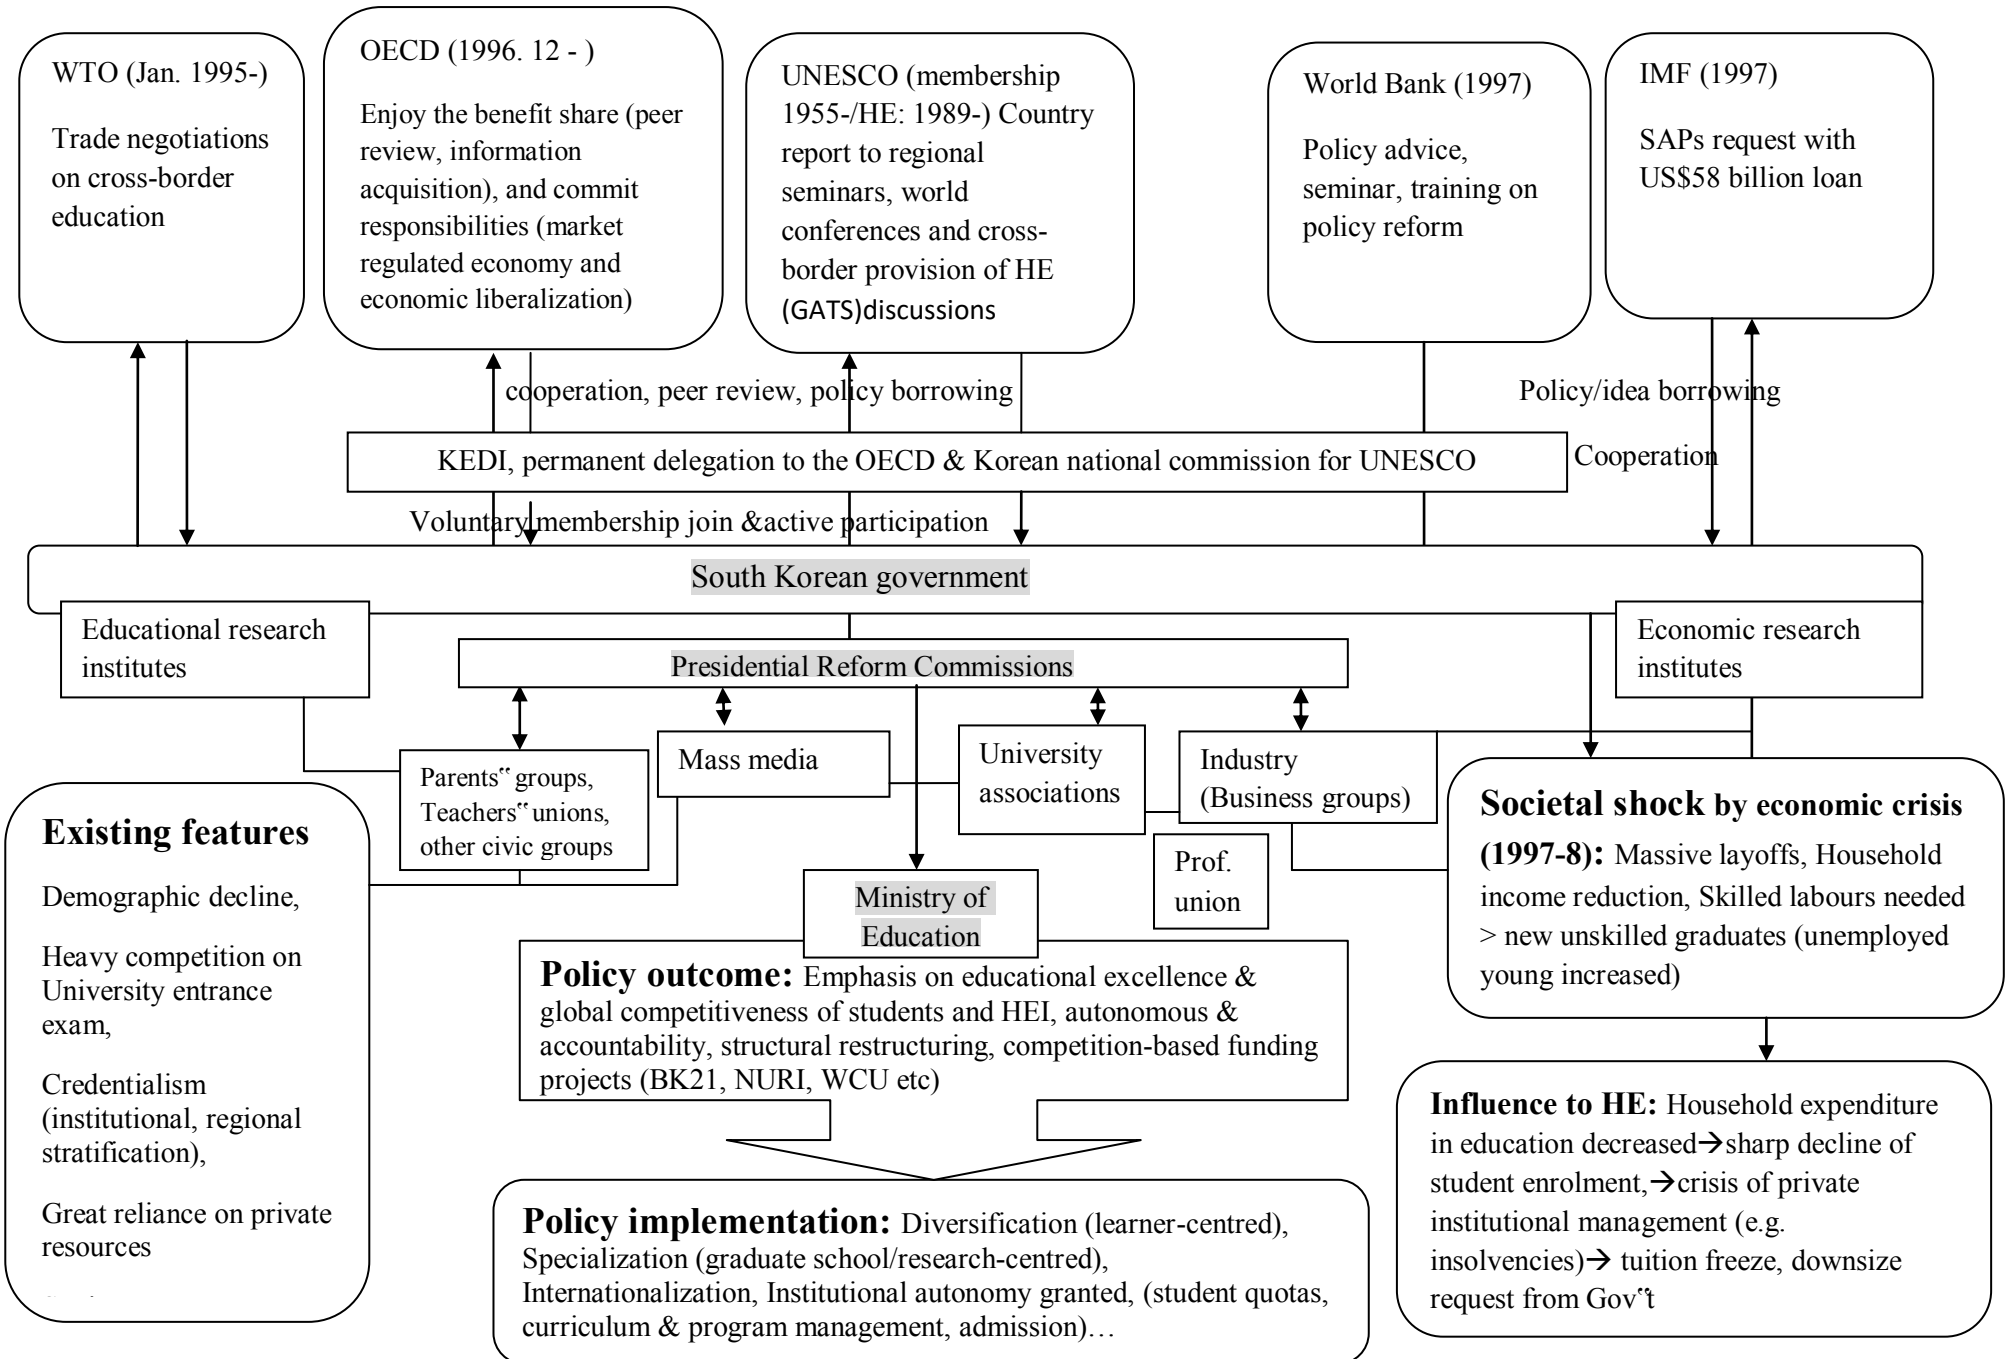 WTO (Jan. 1995-)
Trade negotiations
on cross-border
education
OECD (1996. 12 - )
Enjoy the benefit share (peer
review, information
acquisition), and commit
responsibilities (market
regulated economy and
economic liberalization)
UNESCO (membership
1955-/HE: 1989-) Country
report to regional
seminars, world
conferences and cross-
border provision of HE
(GATS)discussions
World Bank (1997)
Policy advice,
seminar, training on
policy reform
IMF (1997)
SAPs request with
US$58 billion loan
cooperation, peer review, policy borrowing
Policy/idea borrowing
KEDI, permanent delegation to the OECD & Korean national commission for UNESCO
Cooperation
Voluntary membership join &active participation
South Korean government
Educational research
institutes
Economic research
institutes
Presidential Reform Commissions
Parents‟ groups,
Teachers‟ unions,
other civic groups
Mass media
University
associations
Industry
(Business groups)
Prof.
union
Ministry of
Education
Existing features
Demographic decline,
Heavy competition on
University entrance
exam,
Credentialism
(institutional, regional
stratification),
Great reliance on private
resources
Societal shock by economic crisis
(1997-8): Massive layoffs, Household
income reduction, Skilled labours needed
> new unskilled graduates (unemployed
young increased)
Policy outcome: Emphasis on educational excellence &
global competitiveness of students and HEI, autonomous &
accountability, structural restructuring, competition-based funding
projects (BK21, NURI, WCU etc)
Influence to HE: Household expenditure
in education decreased→sharp decline of
student enrolment,→crisis of private
institutional management (e.g.
insolvencies)→ tuition freeze, downsize
request from Gov‟t
Policy implementation: Diversification (learner-centred),
Specialization (graduate school/research-centred),
Internationalization, Institutional autonomy granted, (student quotas,
curriculum & program management, admission)…